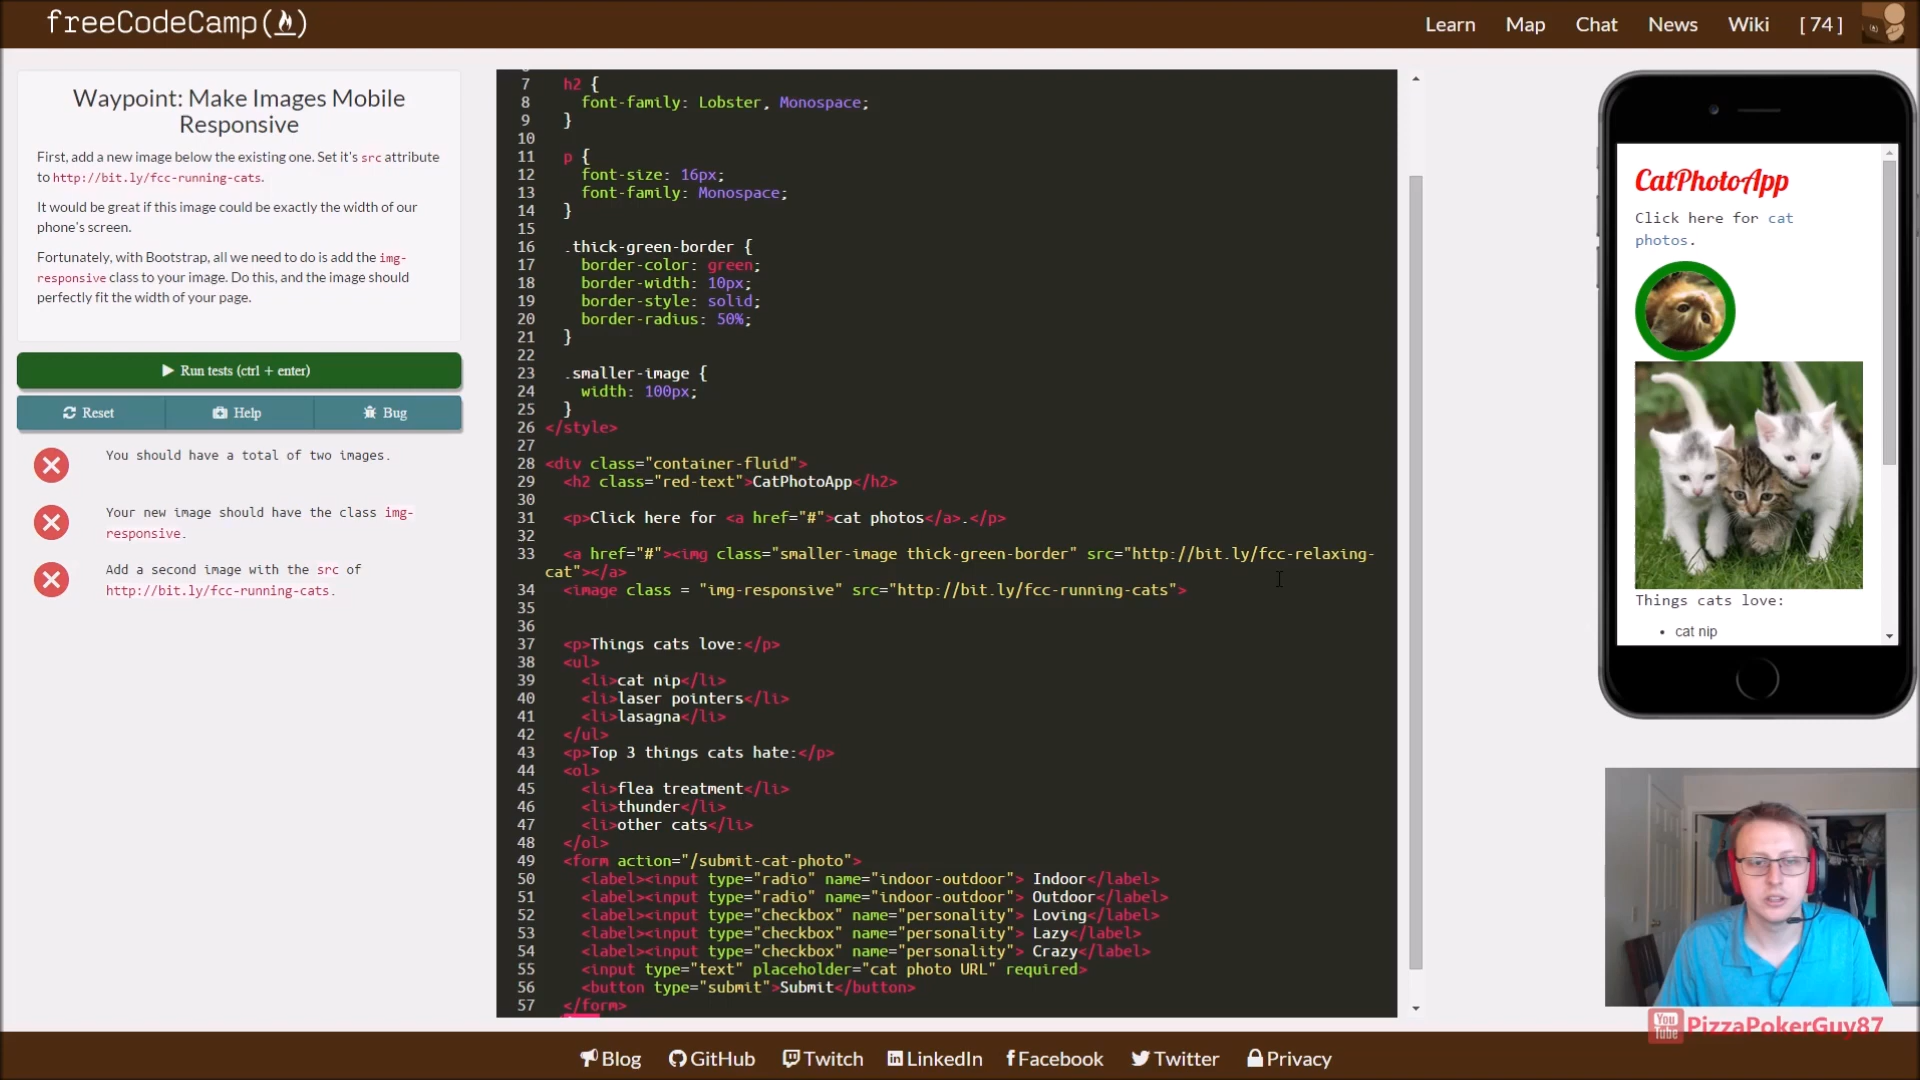 freeCodeCamp
Learn Map Chat News Wiki [ 74 ]
Waypoint: Make Images Mobile
Responsive
First, add a new image below the existing one. Set it's src attribute
to http://bit.ly/fcc-running-cats.
It would be great if this image could be exactly the width of our
phone's screen.
Fortunately, with Bootstrap, all we need to do is add the img-
responsive class to your image. Do this, and the image should
perfectly fit the width of your page.
Run tests (ctrl + enter)
Reset Help Bug
You should have a total of two images.
Your new image should have the class img-
responsive.
Add a second image with the src of
http://bit.ly/fcc-running-cats.
7 h2 {
8 font-family: Lobster, Monospace;
9 }
10
11 p {
12 font-size: 16px;
13 font-family: Monospace;
14 }
15
16 .thick-green-border {
17 border-color: green;
18 border-width: 10px;
19 border-style: solid;
20 border-radius: 50%;
21 }
22
23 .smaller-image {
24 width: 100px;
25 }
26 </style>
27
28 <div class="container-fluid">
29 <h2 class="red-text">CatPhotoApp</h2>
30
31 <p>Click here for <a href="#">cat photos</a>.</p>
32
33 <a href="#"><img class="smaller-image thick-green-border" src="http://bit.ly/fcc-relaxing-
cat"></a>
34 <image class = "img-responsive" src="http://bit.ly/fcc-running-cats">
35
36
37 <p>Things cats love:</p>
38 <ul>
39 <li>cat nip</li>
40 <li>laser pointers</li>
41 <li>lasagna</li>
42 </ul>
43 <p>Top 3 things cats hate:</p>
44 <ol>
45 <li>flea treatment</li>
46 <li>thunder</li>
47 <li>other cats</li>
48 </ol>
49 <form action="/submit-cat-photo">
50 <label><input type="radio" name="indoor-outdoor"> Indoor</label>
51 <label><input type="radio" name="indoor-outdoor"> Outdoor</label>
52 <label><input type="checkbox" name="personality"> Loving</label>
53 <label><input type="checkbox" name="personality"> Lazy</label>
54 <label><input type="checkbox" name="personality"> Crazy</label>
55 <input type="text" placeholder="cat photo URL" required>
56 <button type="submit">Submit</button>
57 </form>
CatPhotoApp
Click here for cat
photos.
Things cats love:
• cat nip
You Tube PizzaPokerGuy87
Blog GitHub Twitch LinkedIn Facebook Twitter Privacy